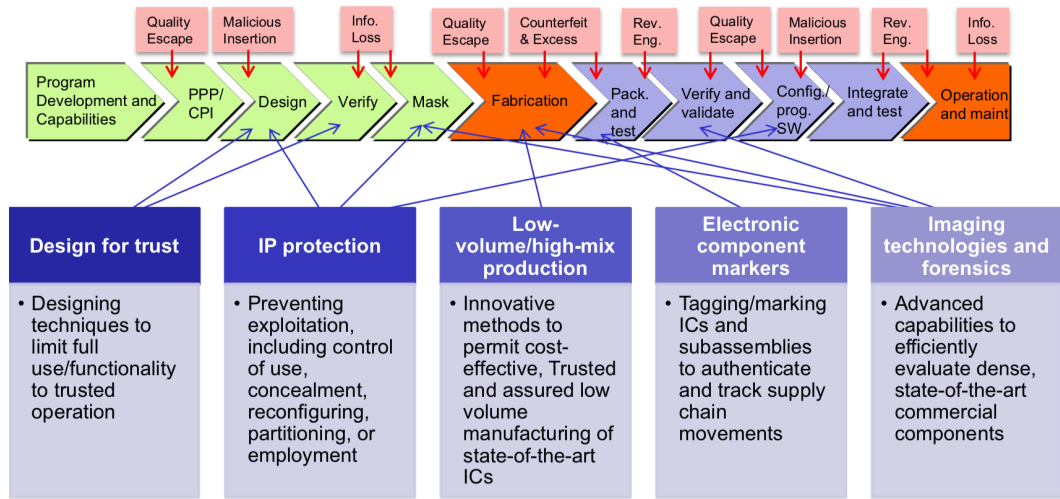 Quality
Escape
Malicious
Insertion
Info.
Loss
Quality
Escape
Counterfeit
& Excess
Rev.
Eng.
Quality
Escape
Malicious
Insertion
Rev.
Eng.
Info.
Loss
Program
Development and
Capabilities
PPP/
CPI
Design
Verify
Mask
Fabrication
Pack.
and
test
Verify and
validate
Config./
prog.
SW
Integrate
and test
Operation
and maint
Design for trust
• Designing
techniques to
limit full
use/functionality
to trusted
operation
IP protection
• Preventing
exploitation,
including control
of use,
concealment,
reconfiguring,
partitioning, or
employment
Low-
volume/high-mix
production
• Innovative
methods to
permit cost-
effective, Trusted
and assured low
volume
manufacturing of
state-of-the-art
ICs
Electronic
component
markers
• Tagging/marking
ICs and
subassemblies
to authenticate
and track supply
chain
movements
Imaging
technologies and
forensics
• Advanced
capabilities to
efficiently
evaluate dense,
state-of-the-art
commercial
components